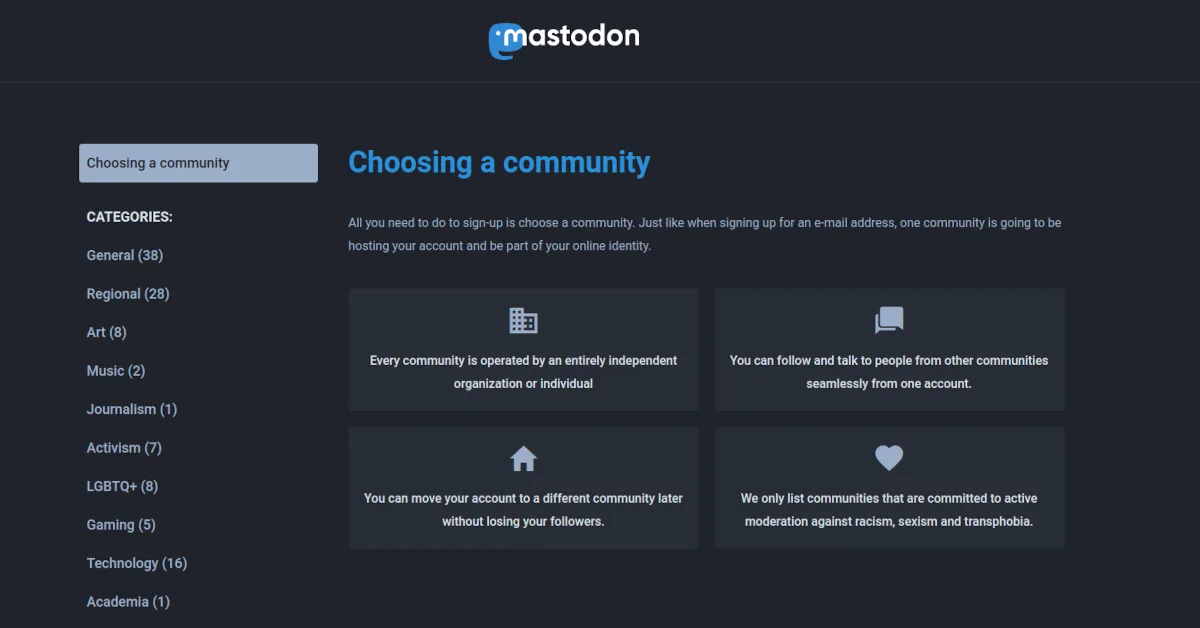 mastodon
Choosing a community
CATEGORIES:
General (38)
Regional (28)
Art (8)
Music (2)
Journalism (1)
Activism (7)
LGBTQ+ (8)
Gaming (5)
Technology (16)
Academia (1)
Choosing a community
All you need to do to sign-up is choose a community. Just like when signing up for an e-mail address, one community is going to be
hosting your account and be part of your online identity.
Every community is operated by an entirely independent
organization or individual
You can follow and talk to people from other communities
seamlessly from one account.
You can move your account to a different community later
without losing your followers.
We only list communities that are committed to active
moderation against racism, sexism and transphobia.